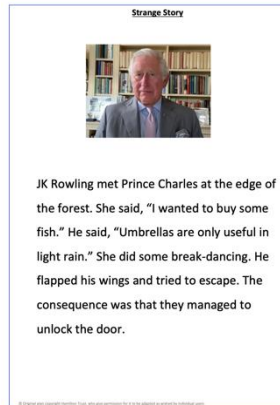 Strange Story
JK Rowling met Prince Charles at the edge of
the forest. She said, “I wanted to buy some
fish.” He said, “Umbrellas are only useful in
light rain.” She did some break-dancing. He
flapped his wings and tried to escape. The
consequence was that they managed to
unlock the door.